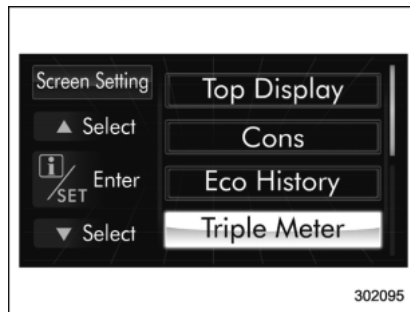 Screen Setting
▲ Select
i/SET Enter
▼ Select
Top Display
Cons
Eco History
Triple Meter
302095